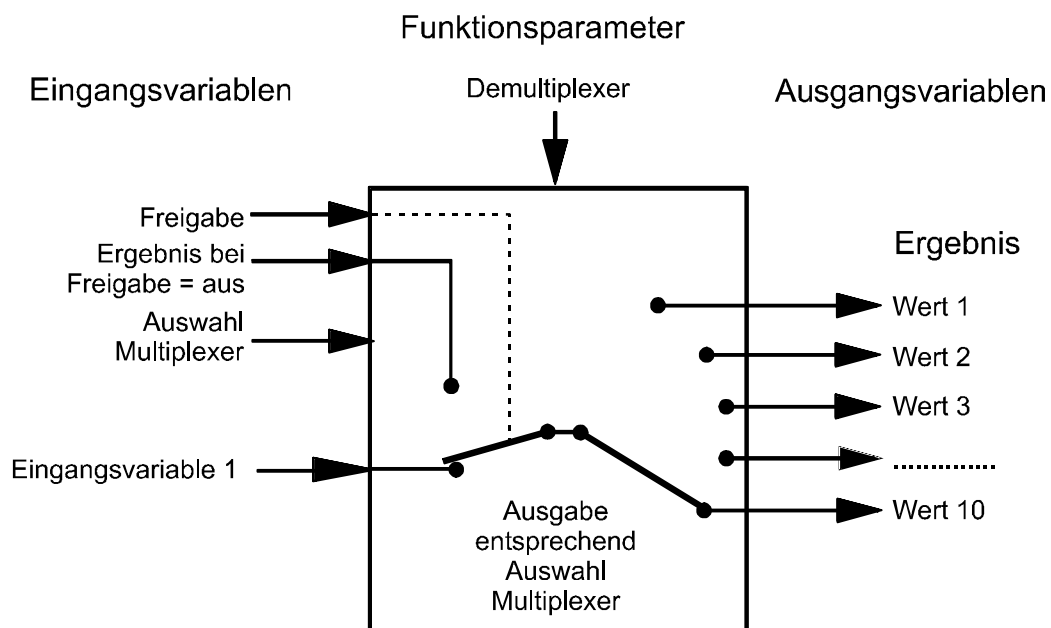 Funktionsparameter
Eingangsvariablen
Demultiplexer
Ausgangsvariablen
Freigabe
Ergebnis bei
Freigabe = aus
Auswahl
Multiplexer
Eingangsvariable 1
Ausgabe
entsprechend
Auswahl
Multiplexer
Ergebnis
Wert 1
Wert 2
Wert 3
..............
Wert 10